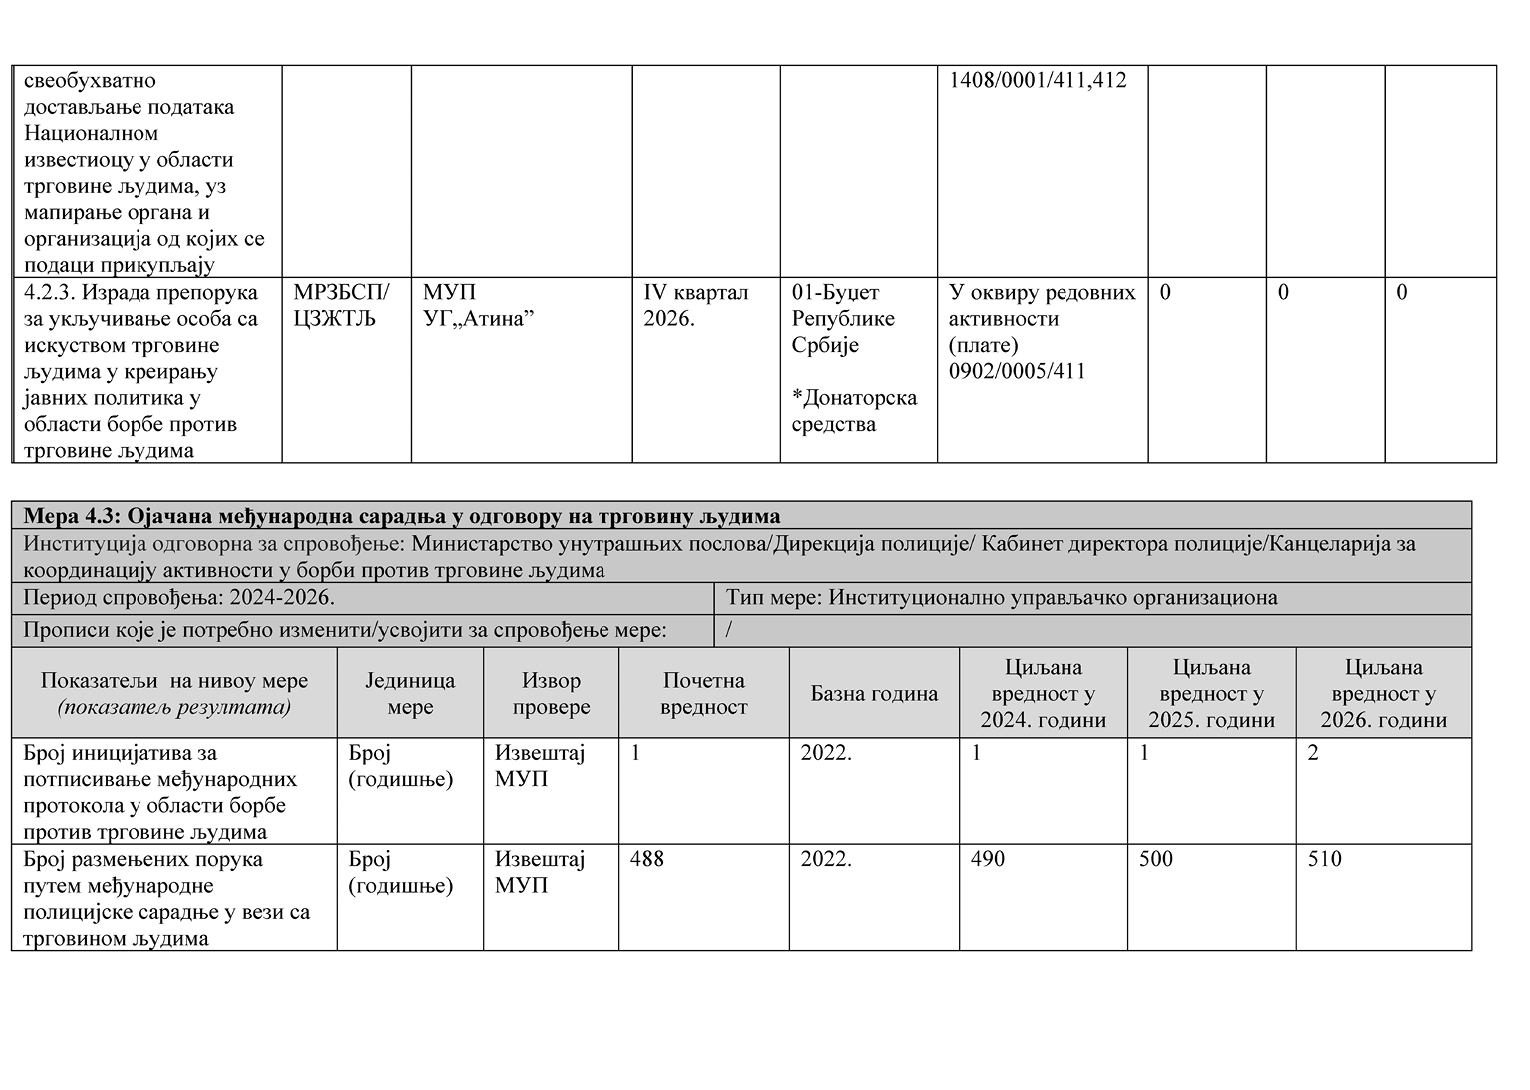 свеобухватно
достављање података
Националном
известиоцу у области
трговине људима, уз
мапирање органа и
организација од којих се
подаци прикупљају
1408/0001/411,412
4.2.3. Израда препорука
за укључивање особа са
искуством трговине
људима у креирању
јавних политика у
области борбе против
трговине људима
МРЗБСП/
ЦЗЖТЉ
МУП
УГ„Атина”
IV квартал
2026.
01-Буџет
Републике
Србије
*Донаторска
средства
У оквиру редовних
активности
(плате)
0902/0005/411
0
0
0
Мера 4.3: Ојачана међународна сарадња у одговору на трговину људима
Институција одговорна за спровођење: Министарство унутрашњих послова/Дирекција полиције/ Кабинет директора полиције/Канцеларија за
координацију активности у борби против трговине људима
Период спровођења: 2024-2026.
Тип мере: Институционално управљачко организациона
Прописи које је потребно изменити/усвојити за спровођење мере:
/
Показатељи на нивоу мере
(показатељ резултата)
Јединица
мере
Извор
провере
Почетна
вредност
Базна година
Циљана
вредност у
2024. години
Циљана
вредност у
2025. години
Циљана
вредност у
2026. години
Број иницијатива за
потписивање међународних
протокола у области борбе
против трговине људима
Број
(годишње)
Извештај
МУП
1
2022.
1
1
2
Број размењених порука
путем међународне
полицијске сарадње у вези са
трговином људима
Број
(годишње)
Извештај
МУП
488
2022.
490
500
510